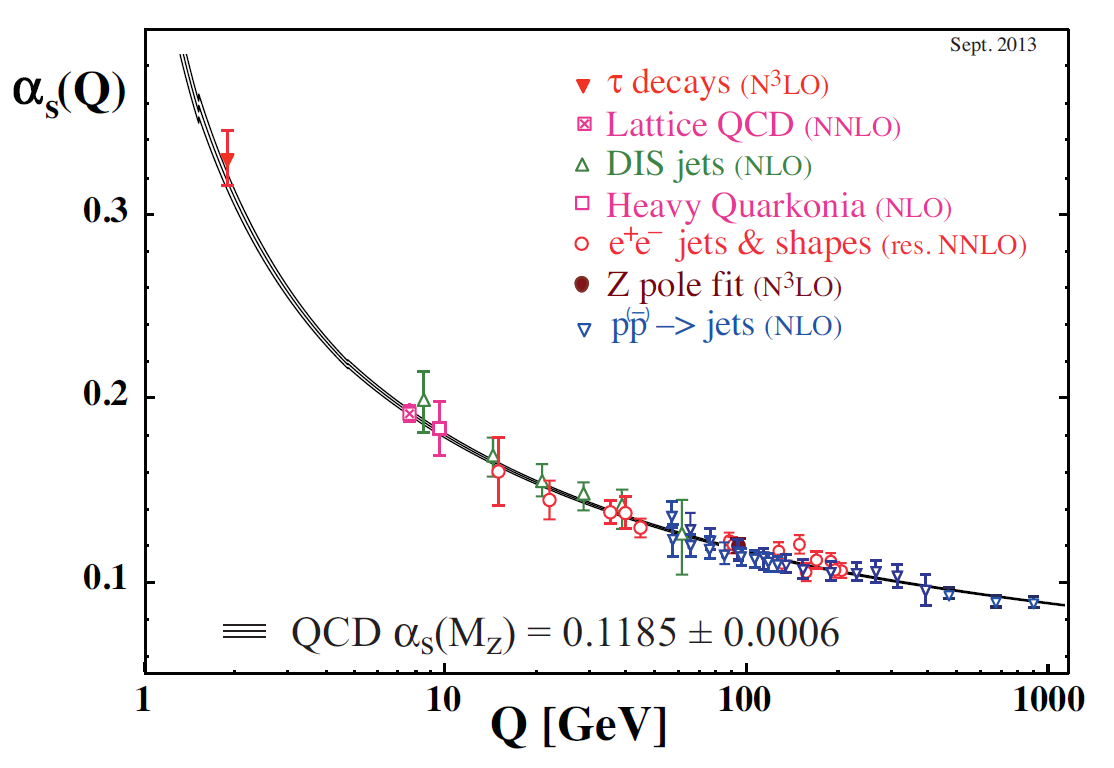 Sept. 2013
αs(Q)
τ decays (N³LO)
Lattice QCD (NNLO)
DIS jets (NLO)
Heavy Quarkonia (NLO)
e⁺e⁻ jets & shapes (res. NNLO)
Z pole fit (N³LO)
pp(–) –> jets (NLO)
0.3
0.2
0.1
QCD αs(Mz) = 0.1185 ± 0.0006
1 10 100 1000
Q [GeV]